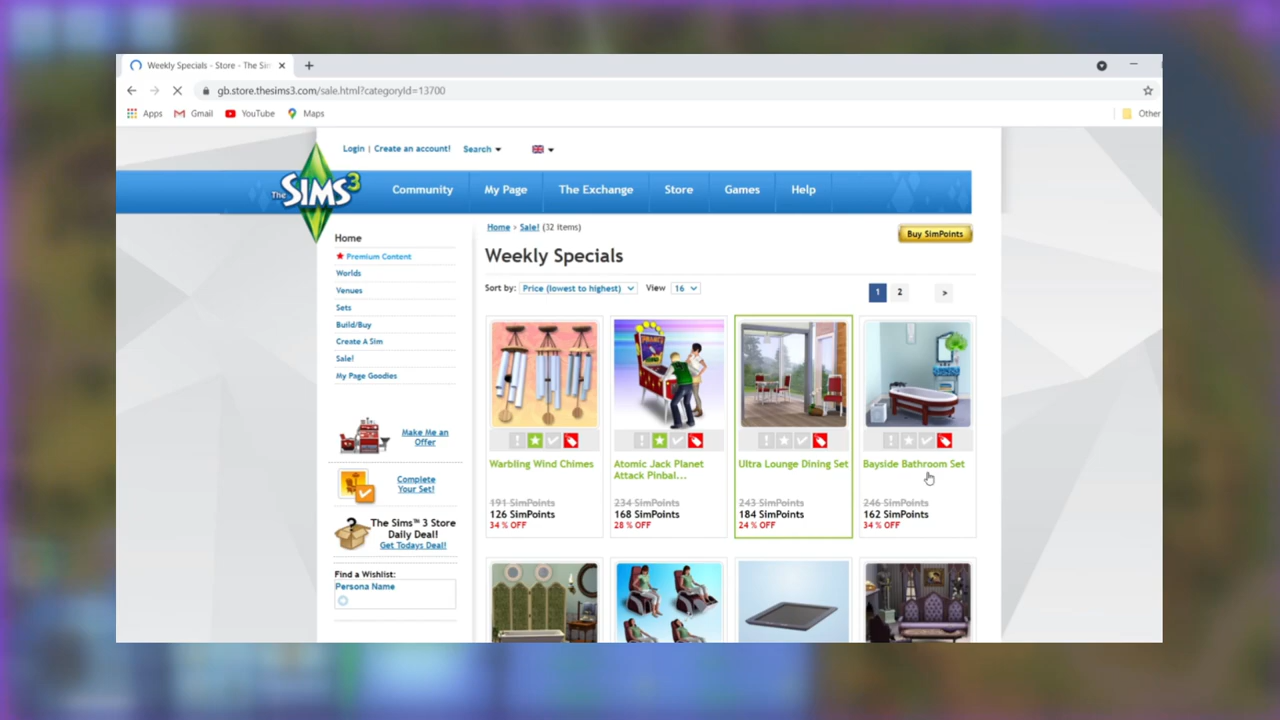 Weekly Specials - Store - The Sim
gb.store.thesims3.com/sale.html?categoryId=13700
Apps Gmail YouTube Maps Other
Login | Create an account! Search
The SIMS 3
Community My Page The Exchange Store Games Help
Home > Sale! (32 items)
Buy SimPoints
Weekly Specials
Sort by: Price (lowest to highest) View 16
1 2 >
Home
Premium Content
Worlds
Venues
Sets
Build/Buy
Create A Sim
Sale!
My Page Goodies
Make Me an
Offer
Complete
Your Set!
The Sims™ 3 Store
Daily Deal!
Get Todays Deal!
Find a Wishlist:
Persona Name
Warbling Wind Chimes
191 SimPoints
126 SimPoints
34 % OFF
Atomic Jack Planet
Attack Pinbal...
234 SimPoints
168 SimPoints
28 % OFF
Ultra Lounge Dining Set
243 SimPoints
184 SimPoints
24 % OFF
Bayside Bathroom Set
246 SimPoints
162 SimPoints
34 % OFF